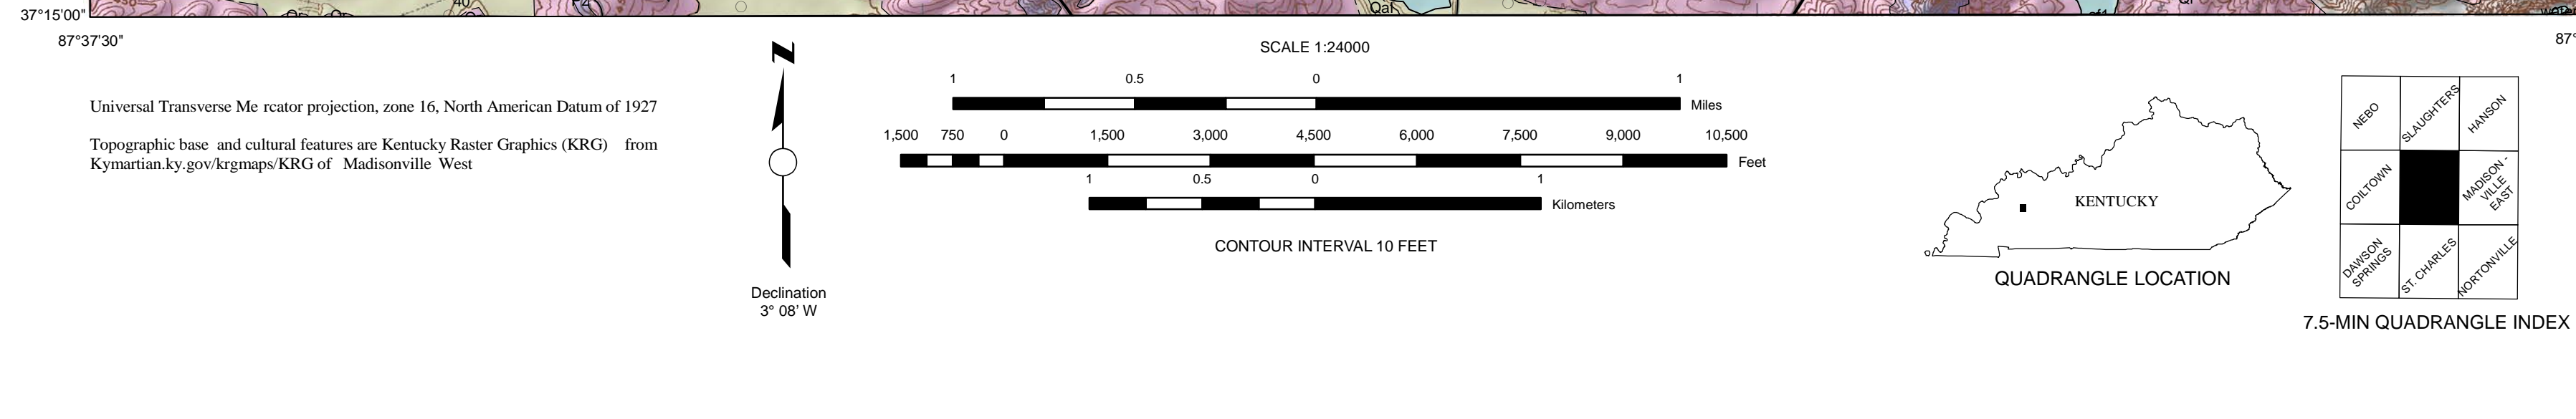 40
Qaf
37°15'00"
87°37'30"
87°
N
SCALE 1:24000
1 0.5 0 1
Miles
Universal Transverse Me rcator projection, zone 16, North American Datum of 1927
1,500 750 0 1,500 3,000 4,500 6,000 7,500 9,000 10,500
Feet
Topographic base and cultural features are Kentucky Raster Graphics (KRG) from
Kymartian.ky.gov/krgmaps/KRG of Madisonville West
1 0.5 0 1
Kilometers
CONTOUR INTERVAL 10 FEET
Declination
3° 08' W
KENTUCKY
QUADRANGLE LOCATION
NEBO
SLAUGHTERS
HANSON
COILTOWN
MADISON -
VILLE
EAST
DAWSON
SPRINGS
ST. CHARLES
NORTONVILLE
7.5-MIN QUADRANGLE INDEX